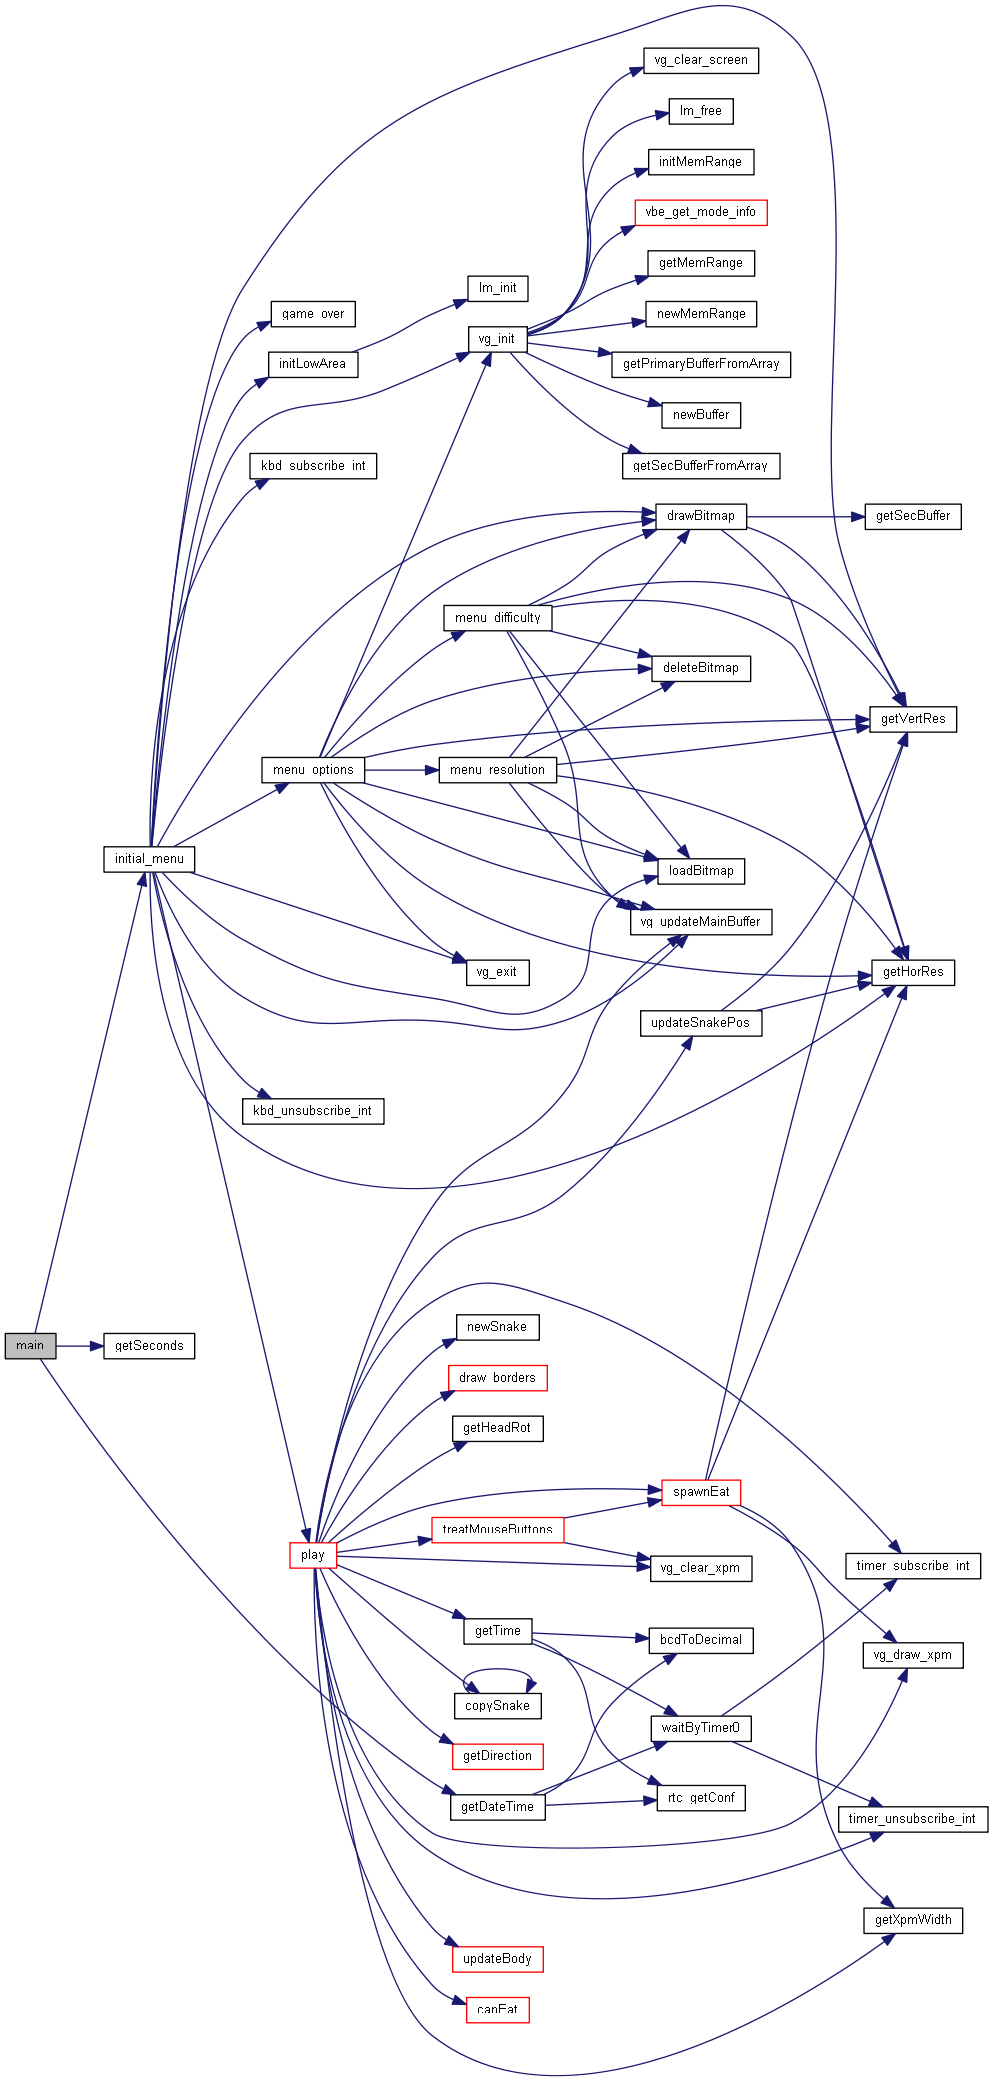 vg_clear_screen
lm_free
initMemRange
vbe_get_mode_info
getMemRange
lm_init
game_over
newMemRange
vg_init
initLowArea
getPrimaryBufferFromArray
newBuffer
kbd_subscribe_int
getSecBufferFromArray
drawBitmap
getSecBuffer
menu_difficulty
deleteBitmap
getVertRes
menu_options
menu_resolution
initial_menu
loadBitmap
vg_updateMainBuffer
vg_exit
getHorRes
updateSnakePos
kbd_unsubscribe_int
newSnake
main
getSeconds
draw_borders
getHeadRot
spawnEat
treatMouseButtons
play
vg_clear_xpm
timer_subscribe_int
getTime
bcdToDecimal
vg_draw_xpm
copySnake
waitByTimer0
getDirection
rtc_getConf
getDateTime
timer_unsubscribe_int
getXpmWidth
updateBody
canEat